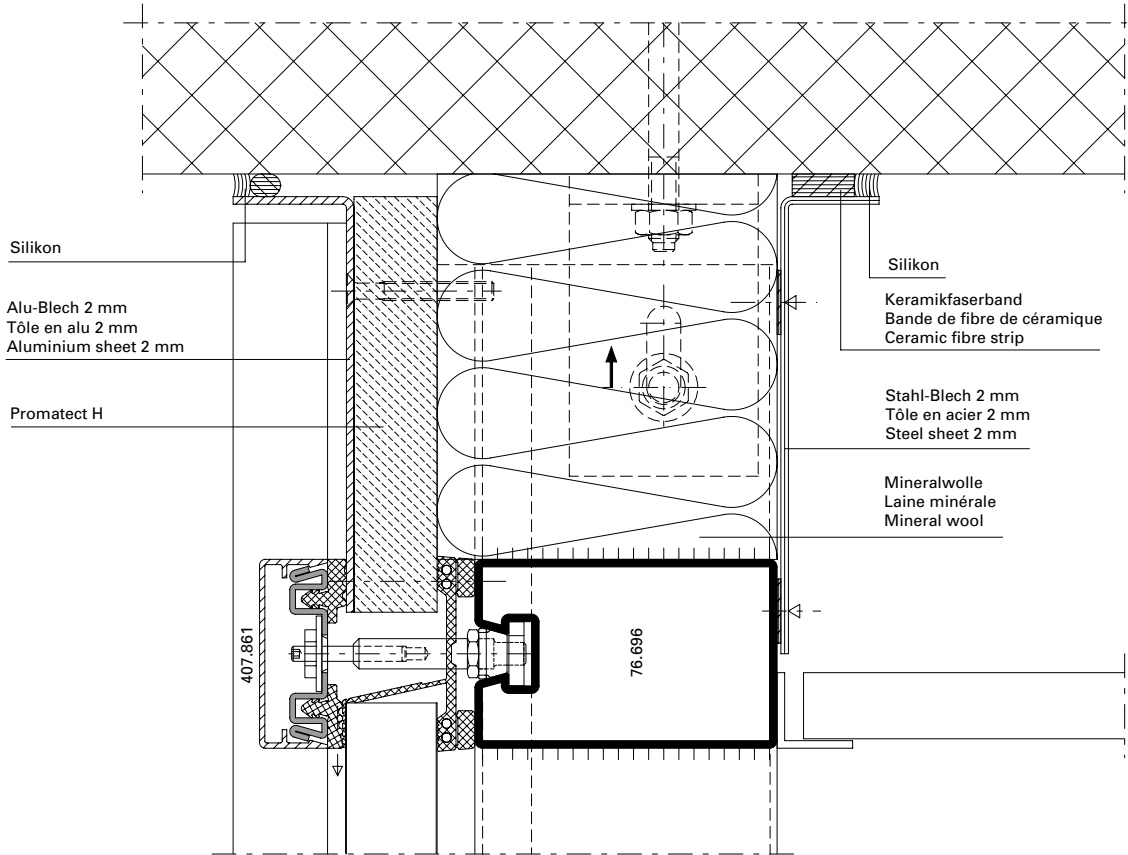 Silikon
Alu-Blech 2 mm
Tôle en alu 2 mm
Aluminium sheet 2 mm
Promatect H
Silikon
Keramikfaserband
Bande de fibre de céramique
Ceramic fibre strip
Stahl-Blech 2 mm
Tôle en acier 2 mm
Steel sheet 2 mm
Mineralwolle
Laine minérale
Mineral wool
407.861
76.696